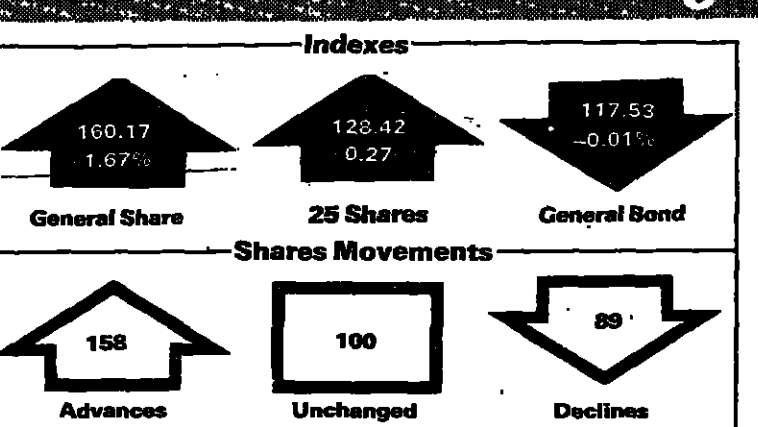 Indexes
160.17
1.67%
General Share
128.42
0.27
25 Shares
117.53
-0.01%
General Bond
Shares Movements
158
Advances
100
Unchanged
89
Declines